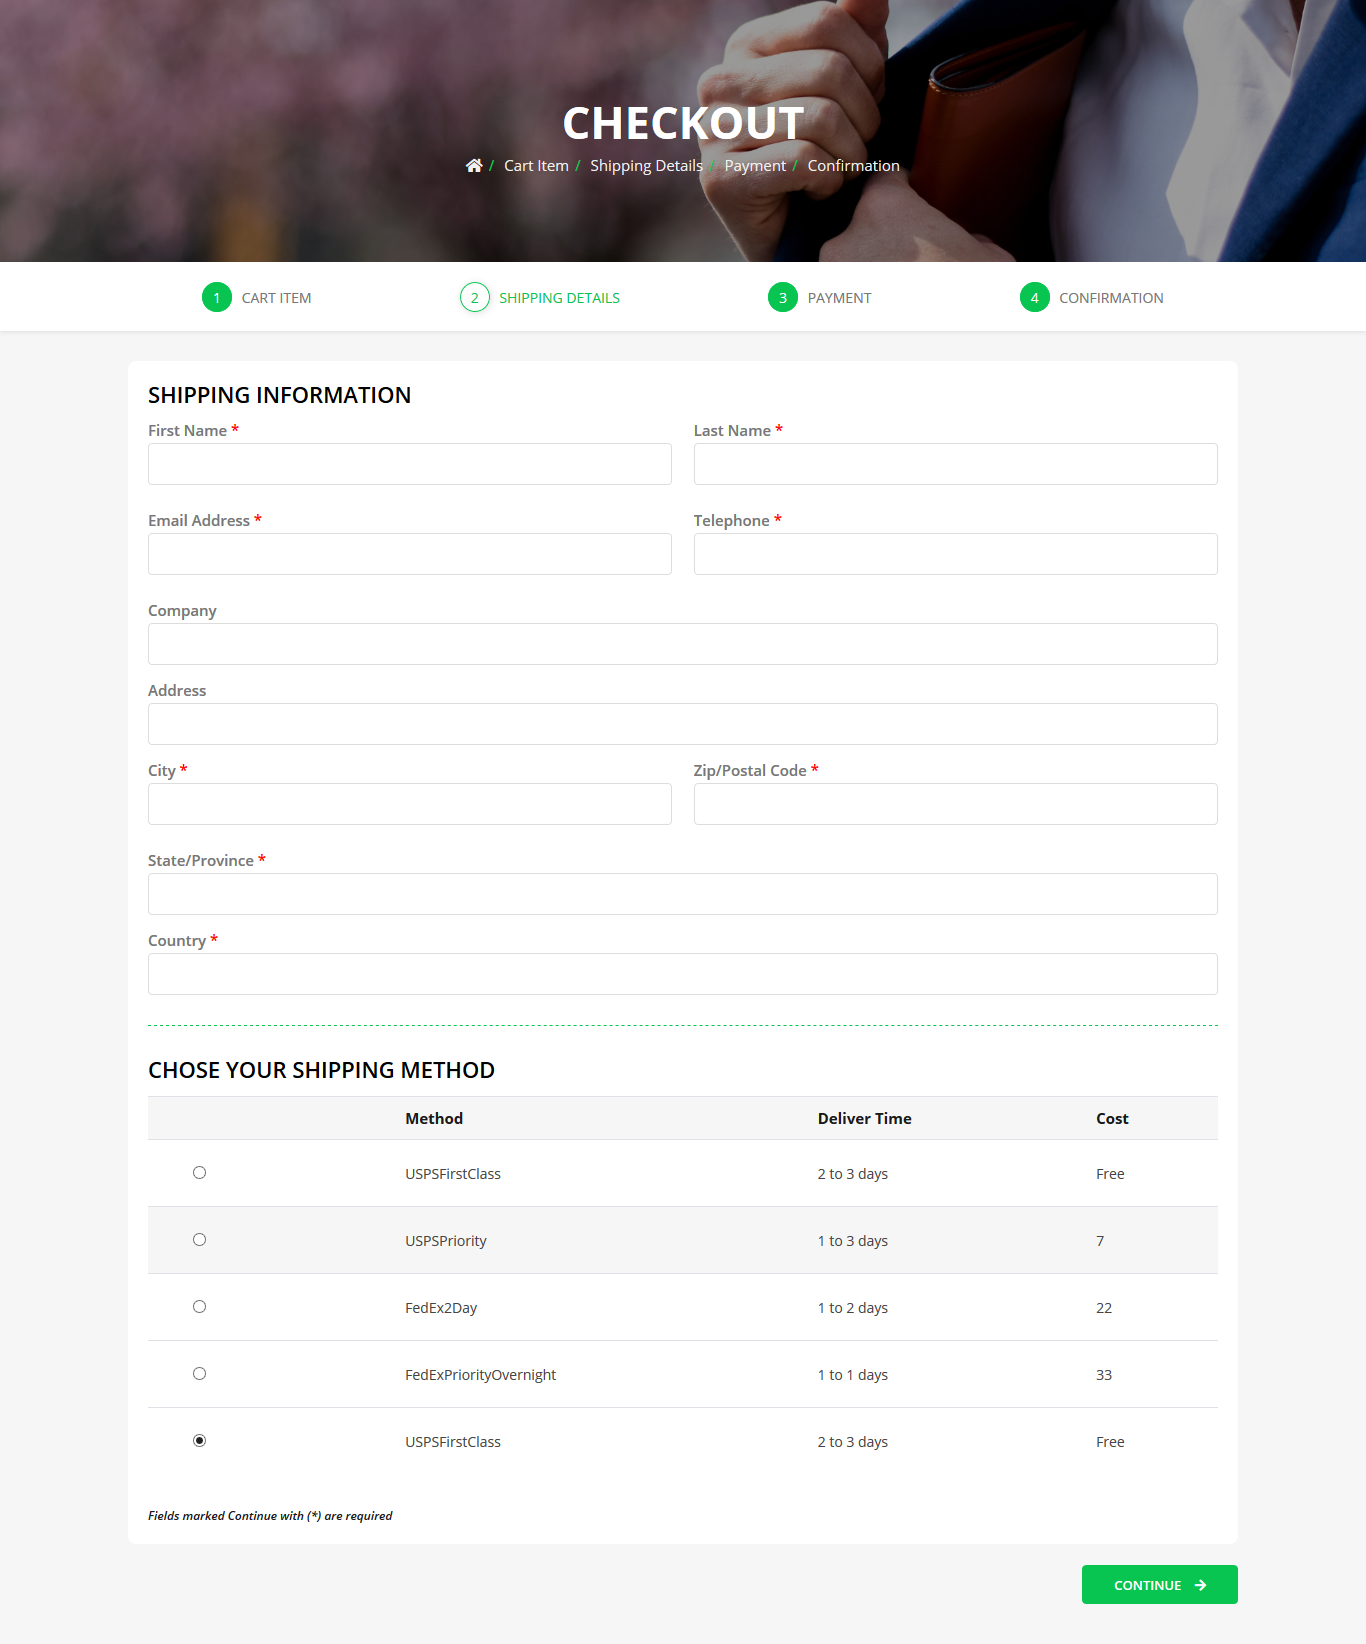 CHECKOUT
/ Cart Item / Shipping Details / Payment / Confirmation
1 CART ITEM 2 SHIPPING DETAILS 3 PAYMENT 4 CONFIRMATION
SHIPPING INFORMATION
First Name * Last Name *
Email Address * Telephone *
Company
Address
City * Zip/Postal Code *
State/Province *
Country *
CHOSE YOUR SHIPPING METHOD
Method Deliver Time Cost
USPSFirstClass 2 to 3 days Free
USPSPriority 1 to 3 days 7
FedEx2Day 1 to 2 days 22
FedExPriorityOvernight 1 to 1 days 33
USPSFirstClass 2 to 3 days Free
Fields marked Continue with (*) are required
CONTINUE